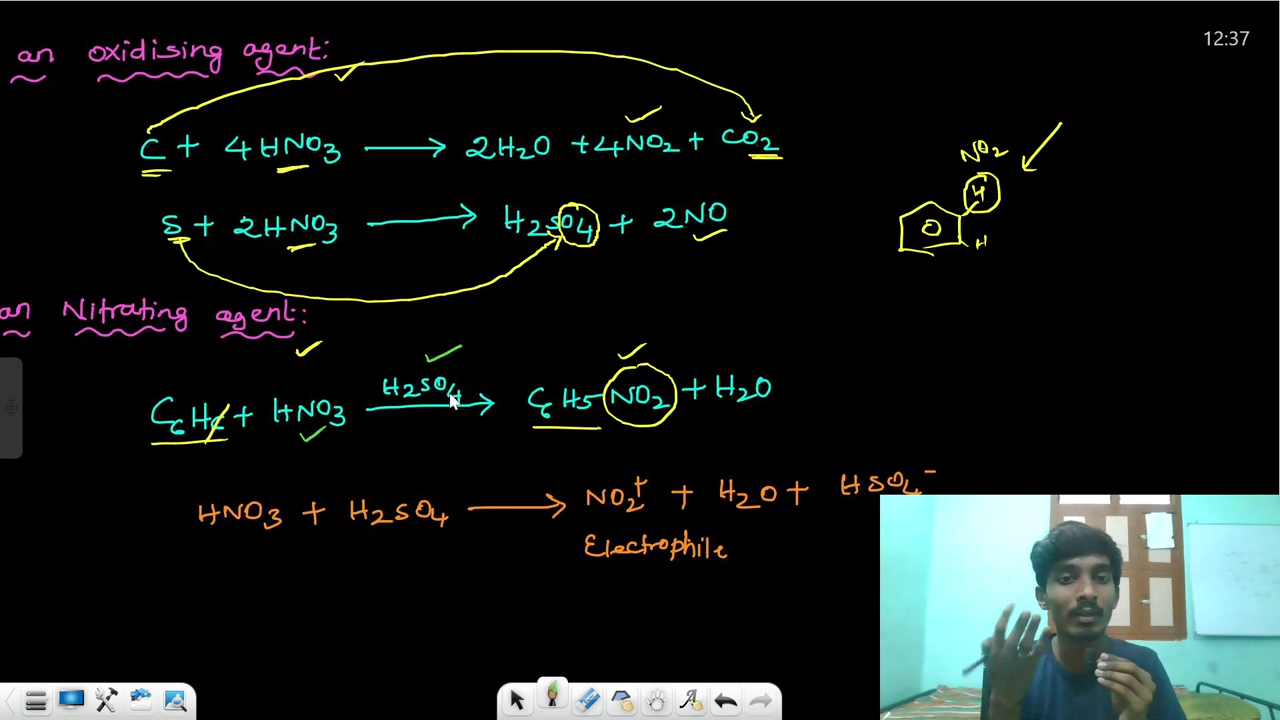 12:37
an oxidising agent:
C + 4HNO3 → 2H2O + 4NO2 + CO2
S + 2HNO3 → H2SO4 + 2NO
NO2
H
H
an Nitrating agent:
H2SO4
C6H6 + HNO3 → C6H5-NO2 + H2O
HNO3 + H2SO4 → NO2+ + H2O + HSO4-
Electrophile